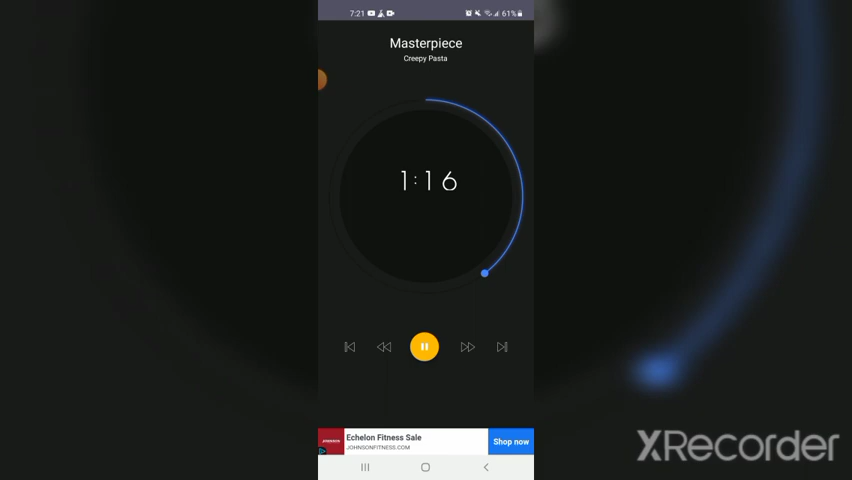 7:21
61%
Masterpiece
Creepy Pasta
1:16
Echelon Fitness Sale
JOHNSONFITNESS.COM
Shop now
XRecorder